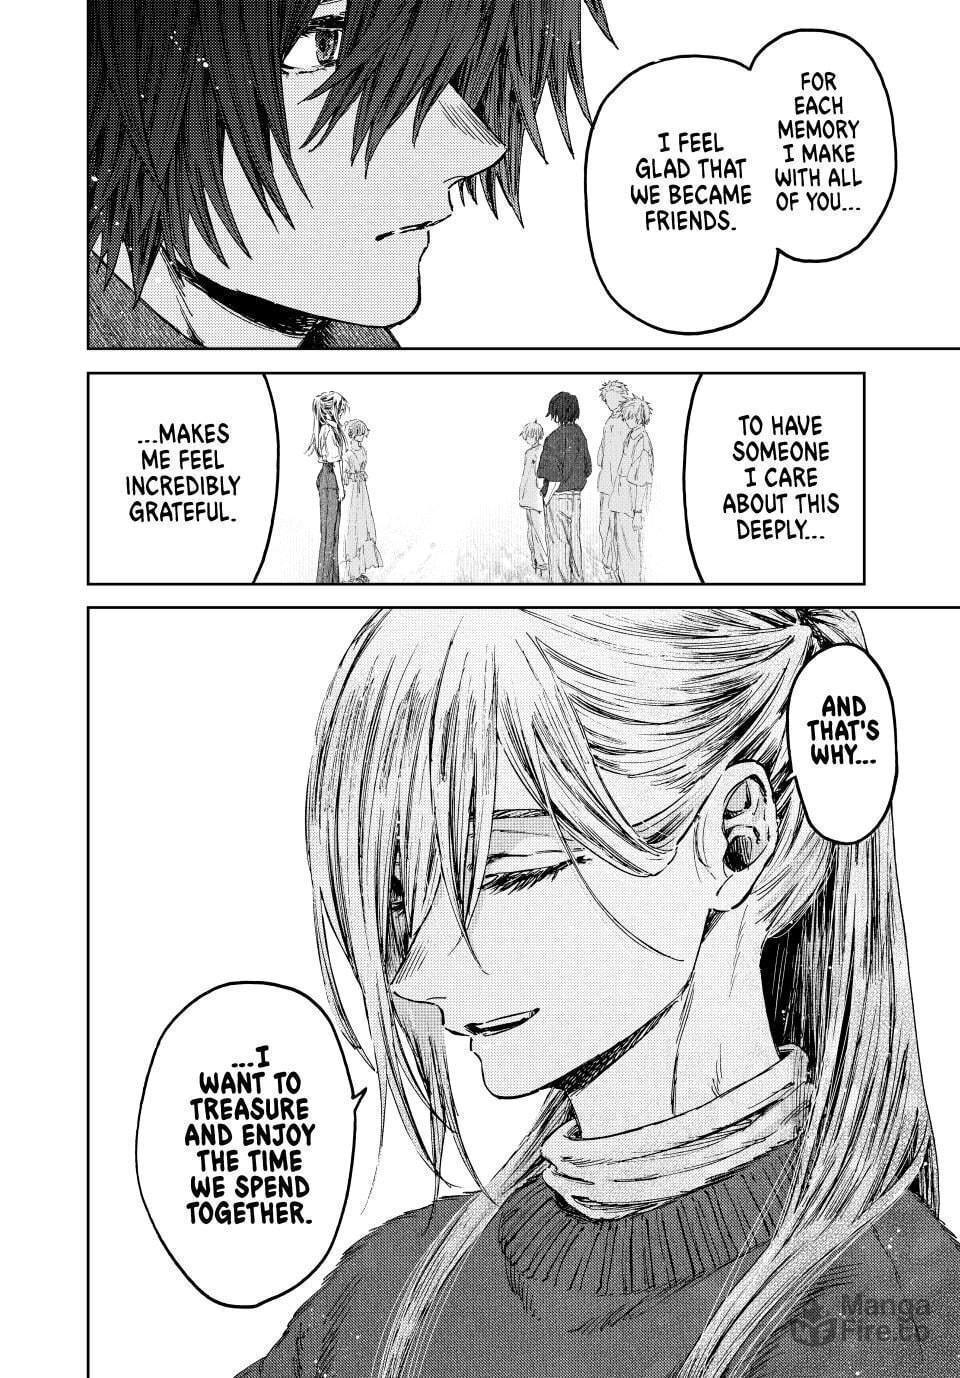 FOR
EACH
MEMORY
I MAKE
WITH ALL
OF YOU...
I FEEL
GLAD THAT
WE BECAME
FRIENDS.
TO HAVE
SOMEONE
I CARE
ABOUT THIS
DEEPLY...
...MAKES
ME FEEL
INCREDIBLY
GRATEFUL.
AND
THAT'S
WHY...
...I
WANT TO
TREASURE
AND ENJOY
THE TIME
WE SPEND
TOGETHER.
Manga
Fire.to